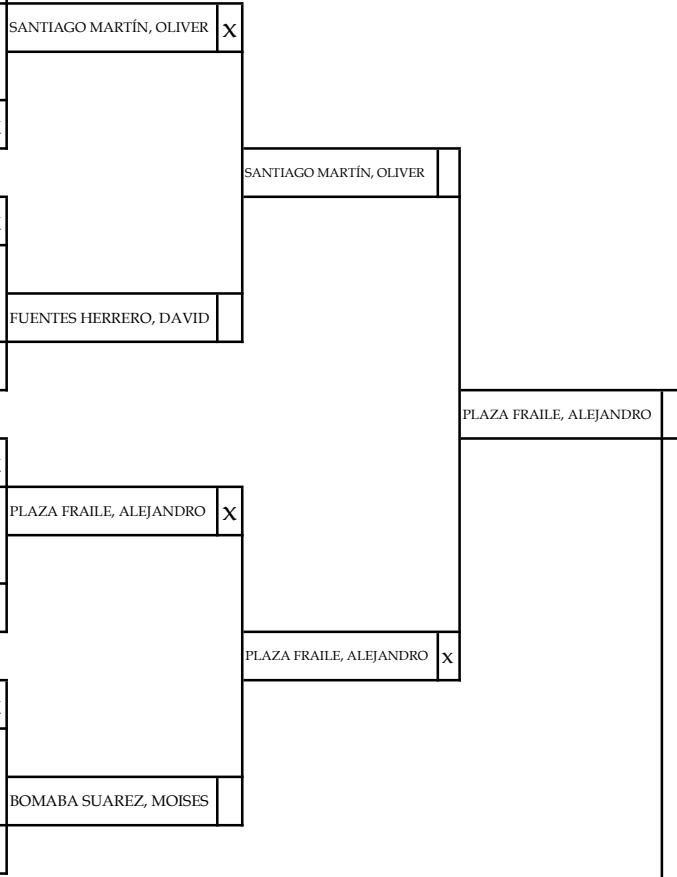 SANTIAGO MARTÍN, OLIVER X
SANTIAGO MARTÍN, OLIVER
FUENTES HERRERO, DAVID
PLAZA FRAILE, ALEJANDRO
PLAZA FRAILE, ALEJANDRO X
PLAZA FRAILE, ALEJANDRO X
BOMABA SUAREZ, MOISES